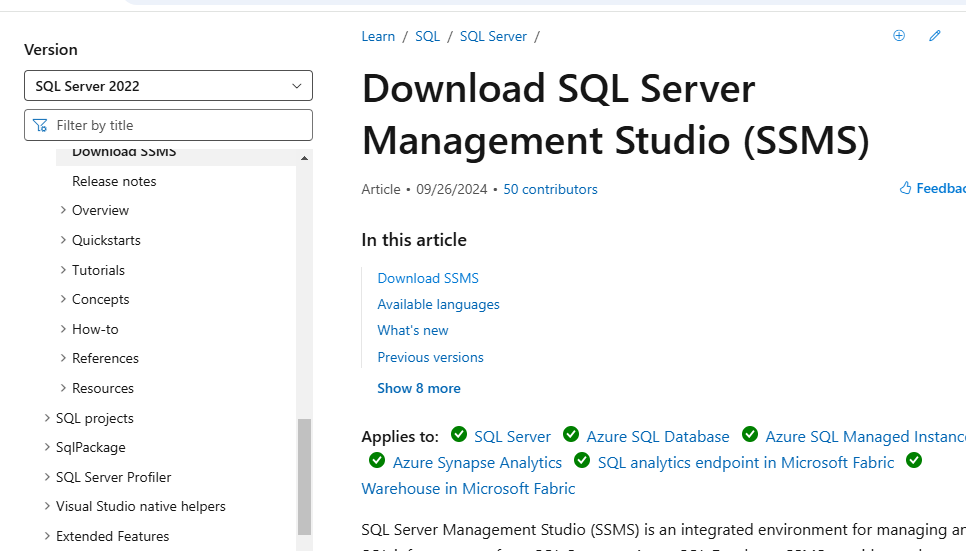 Version
SQL Server 2022
Filter by title
Download SSMS
Release notes
Overview
Quickstarts
Tutorials
Concepts
How-to
References
Resources
SQL projects
SqlPackage
SQL Server Profiler
Visual Studio native helpers
Extended Features
Learn / SQL / SQL Server /
Download SQL Server
Management Studio (SSMS)
Article • 09/26/2024 • 50 contributors
Feedbac
In this article
Download SSMS
Available languages
What's new
Previous versions
Show 8 more
Applies to: SQL Server Azure SQL Database Azure SQL Managed Instance
Azure Synapse Analytics SQL analytics endpoint in Microsoft Fabric
Warehouse in Microsoft Fabric
SQL Server Management Studio (SSMS) is an integrated environment for managing an